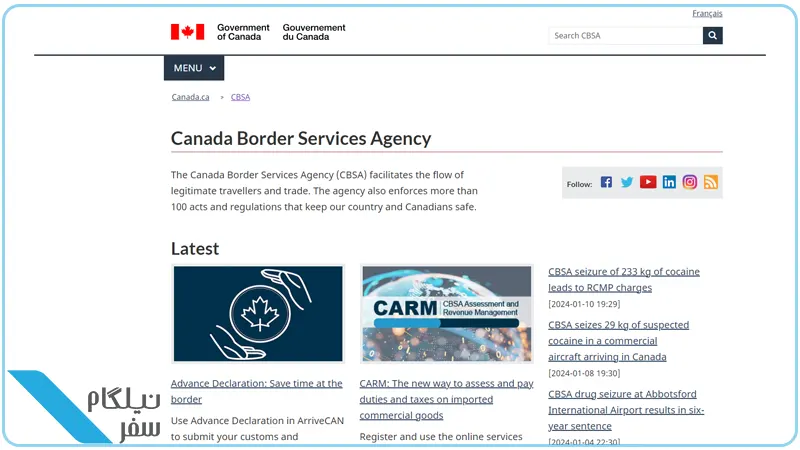 Français
Government
of Canada
Gouvernement
du Canada
Search CBSA
MENU
Canada.ca > CBSA
Canada Border Services Agency
The Canada Border Services Agency (CBSA) facilitates the flow of
legitimate travellers and trade. The agency also enforces more than
100 acts and regulations that keep our country and Canadians safe.
Follow:
Latest
CARM
CBSA Assessment and
Revenue Management
Advance Declaration: Save time at the
border
Use Advance Declaration in ArriveCAN
to submit your customs and
CARM: The new way to assess and pay
duties and taxes on imported
commercial goods
Register and use the online services
CBSA seizure of 233 kg of cocaine
leads to RCMP charges
[2024-01-10 19:29]
CBSA seizes 29 kg of suspected
cocaine in a commercial
aircraft arriving in Canada
[2024-01-08 19:30]
CBSA drug seizure at Abbotsford
International Airport results in six-
year sentence
[2024-01-04 22:30]
نیلگام
سفر